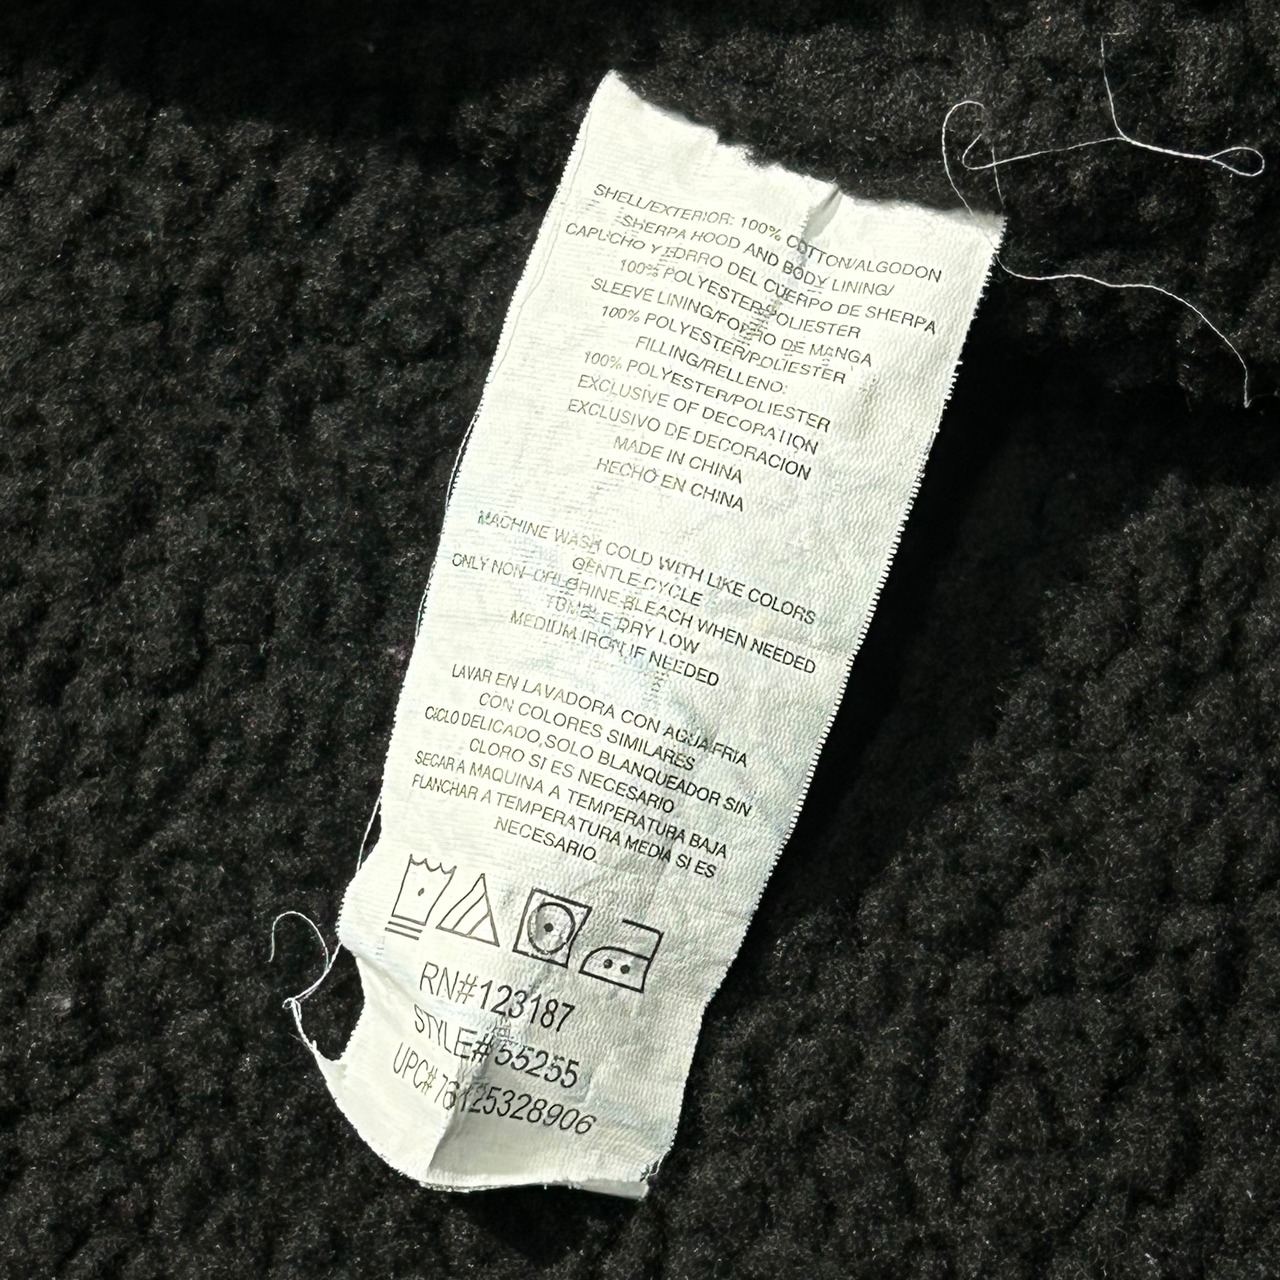 SHELL/EXTERIOR: 100% COTTON/ALGODON
SHERPA HOOD AND BODY LINING/
CAPUCHO Y FORRO DEL CUERPO DE SHERPA
100% POLYESTER/POLIESTER
SLEEVE LINING/FORRO DE MANGA
100% POLYESTER/POLIESTER
FILLING/RELLENO:
100% POLYESTER/POLIESTER
EXCLUSIVE OF DECORATION
EXCLUSIVO DE DECORACION
MADE IN CHINA
HECHO EN CHINA
MACHINE WASH COLD WITH LIKE COLORS
GENTLE CYCLE
ONLY NON-CHLORINE BLEACH WHEN NEEDED
TUMBLE DRY LOW
MEDIUM IRON IF NEEDED
LAVAR EN LAVADORA CON AGUA FRIA
CON COLORES SIMILARES
CICLO DELICADO,SOLO BLANQUEADOR SIN
CLORO SI ES NECESARIO
SECAR A MAQUINA A TEMPERATURA BAJA
FLANCHAR A TEMPERATURA MEDIA SI ES
NECESARIO
RN#123187
STYLE#55255
UPC#76125328906